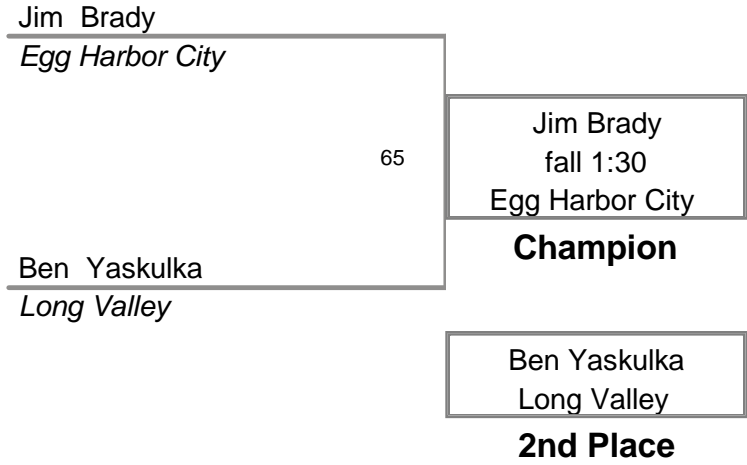 Jim Brady
Egg Harbor City
65
Jim Brady
fall 1:30
Egg Harbor City
Champion
Ben Yaskulka
Long Valley
Ben Yaskulka
Long Valley
2nd Place